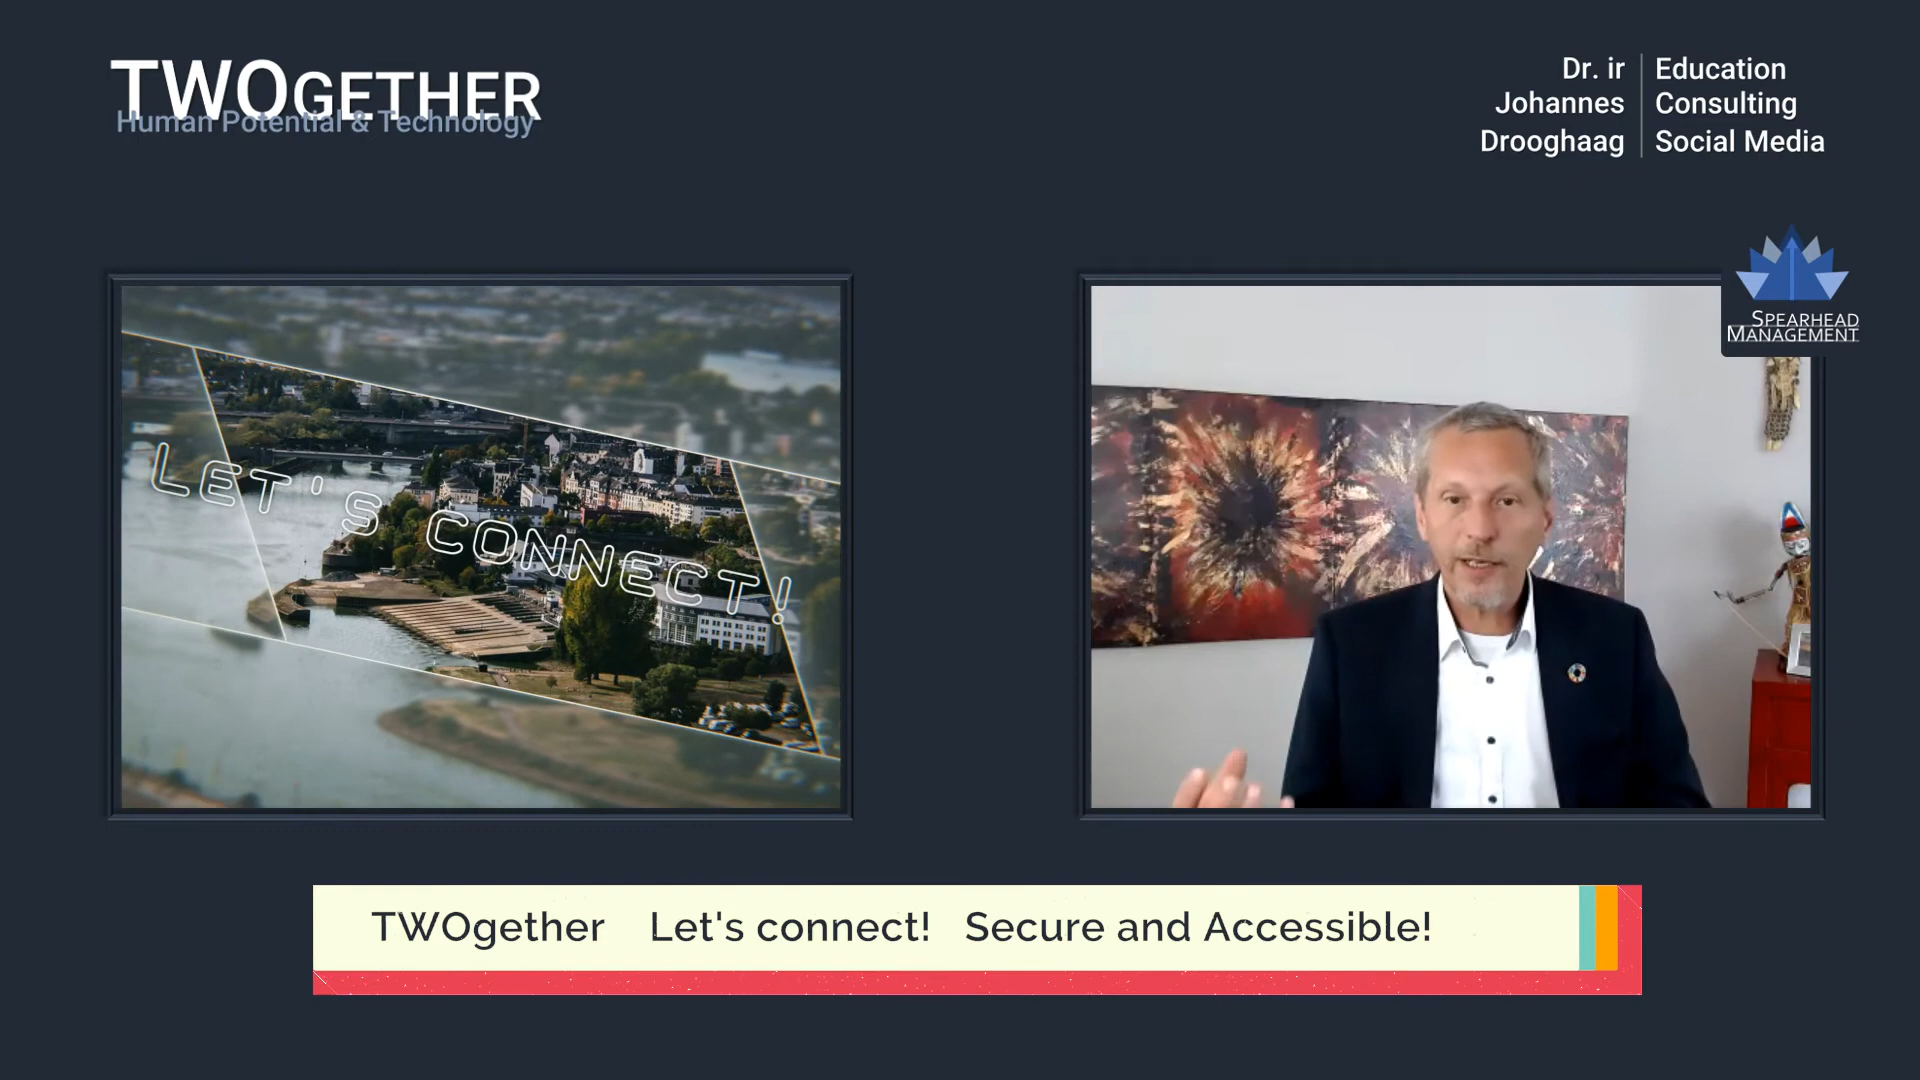 TWOGETHER
Human Potential & Technology
Dr. ir
Johannes
Drooghaag
Education
Consulting
Social Media
SPEARHEAD
MANAGEMENT
LET'S CONNECT!
TWOgether Let's connect! Secure and Accessible!